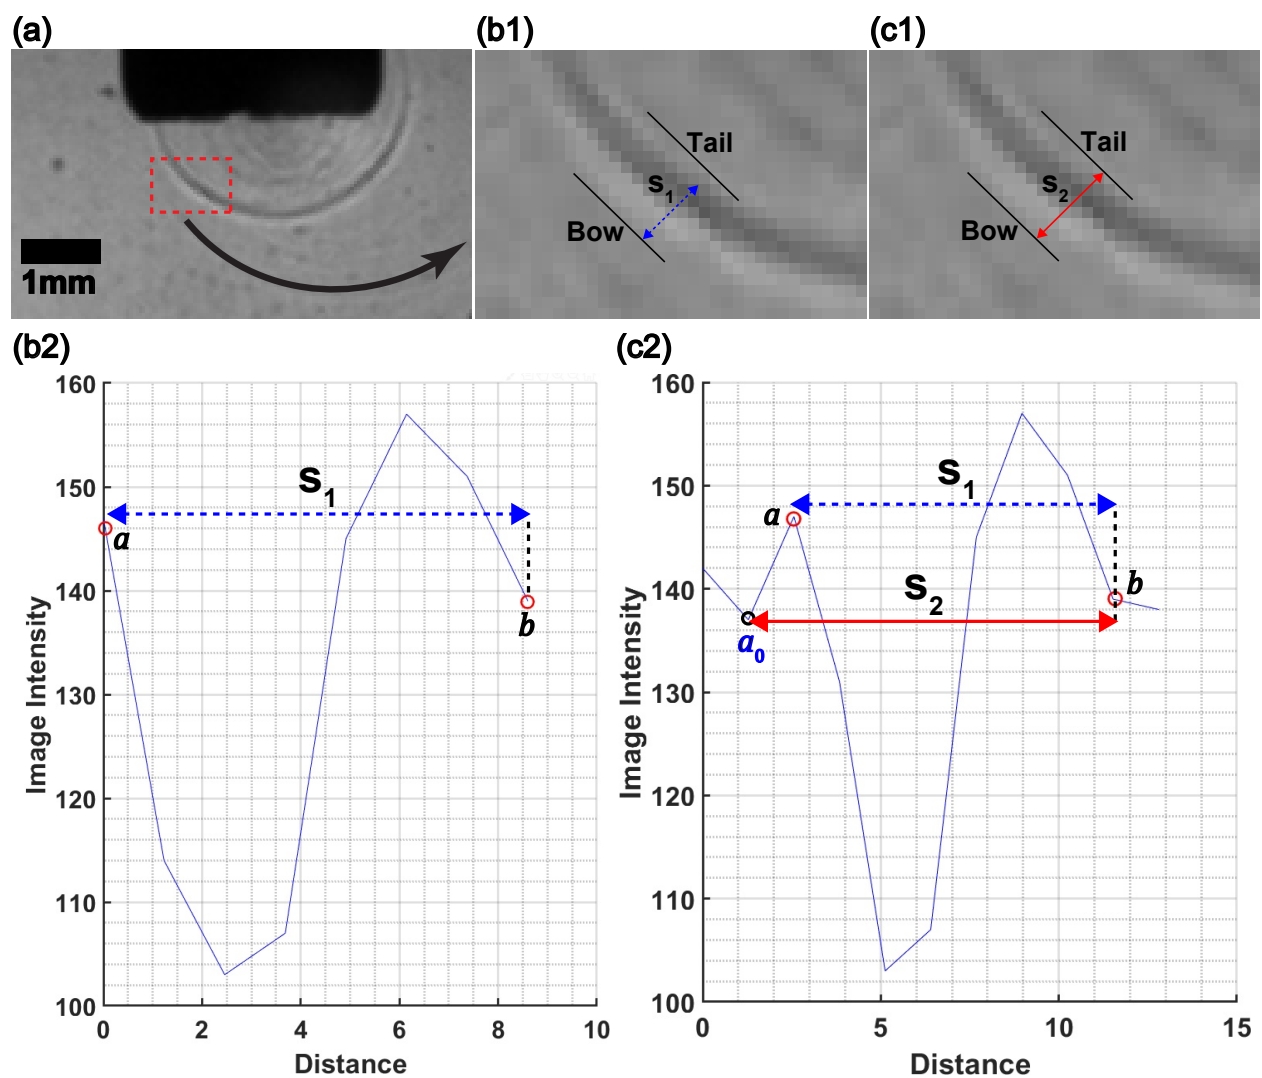 (a)
(b1)
(c1)
1mm
Tail
S1
Bow
Tail
S2
Bow
(b2)
(c2)
160
150
140
130
120
110
100
Image Intensity
S1
a
b
0
2
4
6
8
10
Distance
160
150
140
130
120
110
100
Image Intensity
S1
a
S2
b
a0
0
5
10
15
Distance